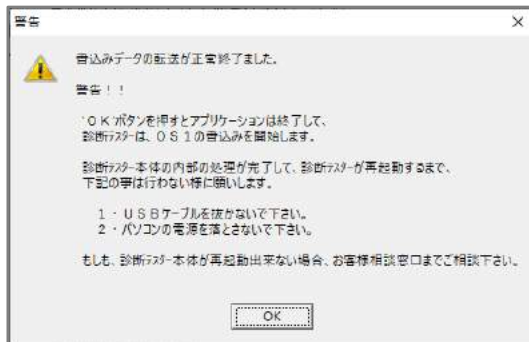 警告
書込みデータの転送が正常終了ました。
警告！！
'ＯＫ'ボタンを押すとアプリケーションは終了して、
診断ﾃｽﾀｰは、ＯＳ１の書込みを開始します。
診断ﾃｽﾀｰ本体の内部の処理が完了して、診断ﾃｽﾀｰが再起動するまで、
下記の事は行わない様に願いします。
１・ＵＳＢケーブルを抜かないで下さい。
２・パソコンの電源を落とさないで下さい。
もしも、診断ﾃｽﾀｰ本体が再起動出来ない場合、お客様相談窓口までご相談下さい。
OK